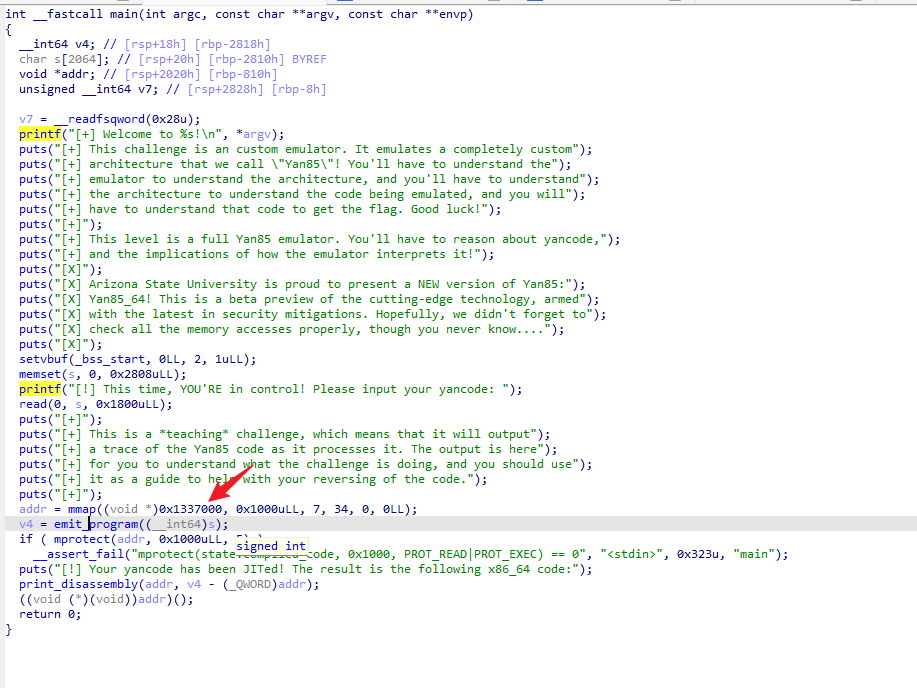 int __fastcall main(int argc, const char **argv, const char **envp)
{
  __int64 v4; // [rsp+18h] [rbp-2818h]
  char s[2064]; // [rsp+20h] [rbp-2810h] BYREF
  void *addr; // [rsp+2020h] [rbp-810h]
  unsigned __int64 v7; // [rsp+2828h] [rbp-8h]

  v7 = __readfsqword(0x28u);
  printf("[+] Welcome to %s!\n", *argv);
  puts("[+] This challenge is an custom emulator. It emulates a completely custom");
  puts("[+] architecture that we call \"Yan85\"! You'll have to understand the");
  puts("[+] emulator to understand the architecture, and you'll have to understand");
  puts("[+] the architecture to understand the code being emulated, and you will");
  puts("[+] have to understand that code to get the flag. Good luck!");
  puts("[+]");
  puts("[+] This level is a full Yan85 emulator. You'll have to reason about yancode,");
  puts("[+] and the implications of how the emulator interprets it!");
  puts("[X]");
  puts("[X] Arizona State University is proud to present a NEW version of Yan85:");
  puts("[X] Yan85_64! This is a beta preview of the cutting-edge technology, armed");
  puts("[X] with the latest in security mitigations. Hopefully, we didn't forget to");
  puts("[X] check all the memory accesses properly, though you never know....");
  puts("[X]");
  setvbuf(_bss_start, 0LL, 2, 1uLL);
  memset(s, 0, 0x2808uLL);
  printf("[!] This time, YOU'RE in control! Please input your yancode: ");
  read(0, s, 0x1800uLL);
  puts("[+]");
  puts("[+] This is a *teaching* challenge, which means that it will output");
  puts("[+] a trace of the Yan85 code as it processes it. The output is here");
  puts("[+] for you to understand what the challenge is doing, and you should use");
  puts("[+] it as a guide to help with your reversing of the code.");
  puts("[+]");
  addr = mmap((void *)0x1337000, 0x1000uLL, 7, 34, 0, 0LL);
  v4 = emit_program((__int64)s);
  if ( mprotect(addr, 0x1000uLL,
signed int
    __assert_fail("mprotect(state. code, 0x1000, PROT_READ|PROT_EXEC) == 0", "<stdin>", 0x323u, "main");
  puts("[!] Your yancode has been JITed! The result is the following x86_64 code:");
  print_disassembly(addr, v4 - (_QWORD)addr);
  ((void (*)(void))addr)();
  return 0;
}